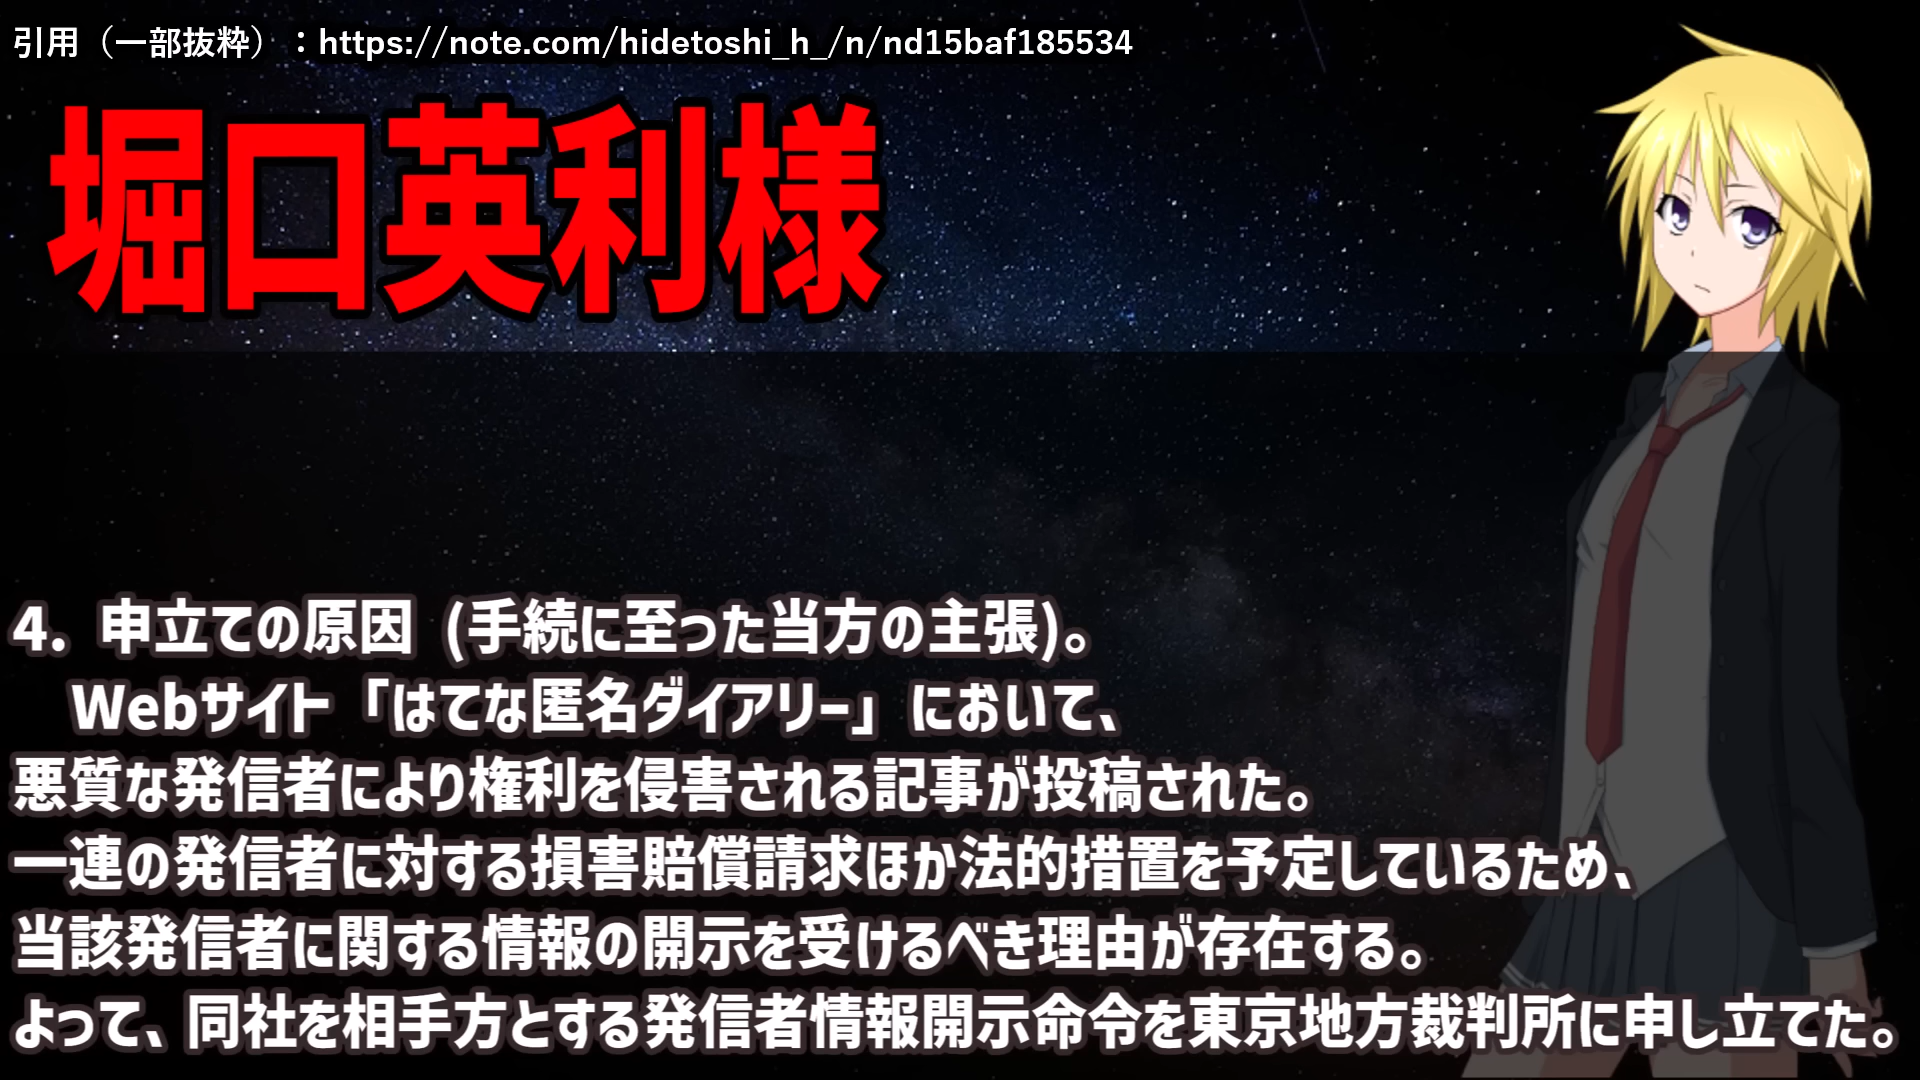 引用（一部抜粋）：https://note.com/hidetoshi_h_/n/nd15baf185534
堀口英利様
4. 申立ての原因 (手続に至った当方の主張)。
Webサイト「はてな匿名ダイアリー」において、
悪質な発信者により権利を侵害される記事が投稿された。
一連の発信者に対する損害賠償請求ほか法的措置を予定しているため、
当該発信者に関する情報の開示を受けるべき理由が存在する。
よって、同社を相手方とする発信者情報開示命令を東京地方裁判所に申し立てた。